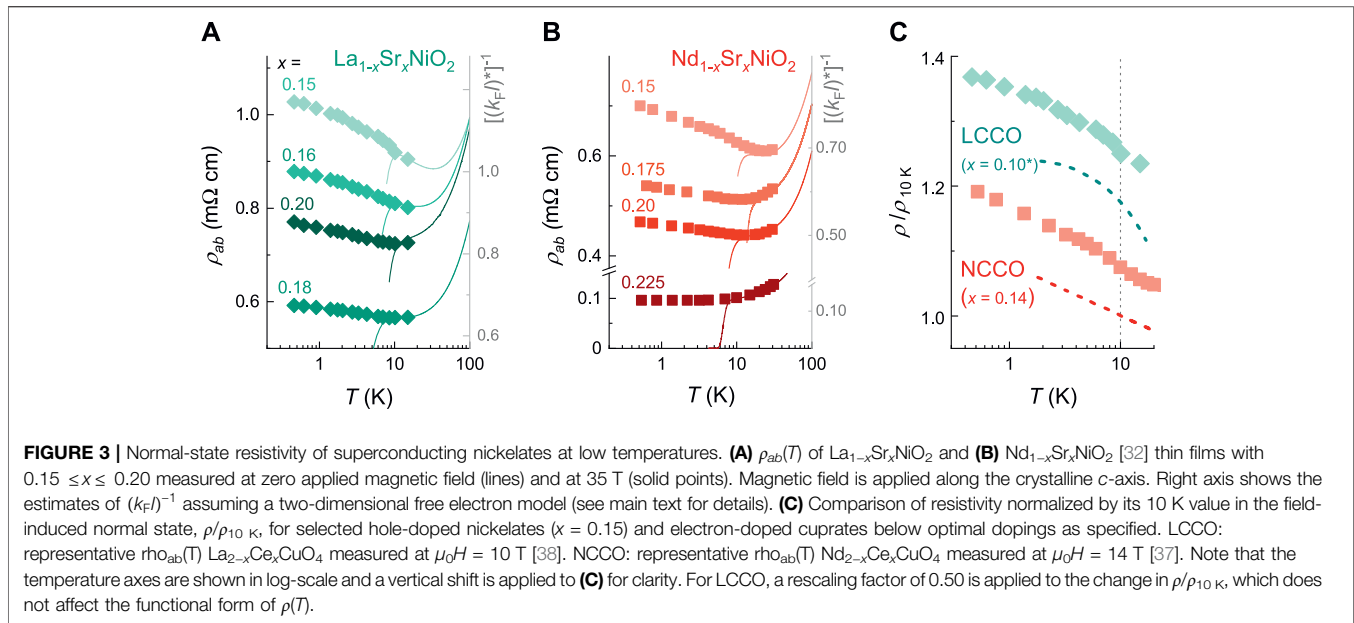 A
La1-xSrxNiO2
x =
0.15
0.16
0.20
0.18
1.0
0.8
0.6
ρab (mΩ cm)
1.0
0.8
0.6
[(kFl)*]-1
1
10
100
T (K)
B
Nd1-xSrxNiO2
0.15
0.175
0.20
0.225
0.6
0.4
0.1
0
ρab (mΩ cm)
0.70
0.50
0.10
[(kFl)*]-1
1
10
100
T (K)
C
1.4
1.2
1.0
ρ/ρ10 K
LCCO
(x = 0.10*)
NCCO
(x = 0.14)
1
10
T (K)
FIGURE 3 | Normal-state resistivity of superconducting nickelates at low temperatures. (A) ρab(T) of La1−xSrxNiO2 and (B) Nd1−xSrxNiO2 [32] thin films with
0.15 ≤x ≤ 0.20 measured at zero applied magnetic field (lines) and at 35 T (solid points). Magnetic field is applied along the crystalline c-axis. Right axis shows the
estimates of (kFl)−1 assuming a two-dimensional free electron model (see main text for details). (C) Comparison of resistivity normalized by its 10 K value in the field-
induced normal state, ρ/ρ10 K, for selected hole-doped nickelates (x = 0.15) and electron-doped cuprates below optimal dopings as specified. LCCO:
representative rhoab(T) La2−xCexCuO4 measured at μ0H = 10 T [38]. NCCO: representative rhoab(T) Nd2−xCexCuO4 measured at μ0H = 14 T [37]. Note that the
temperature axes are shown in log-scale and a vertical shift is applied to (C) for clarity. For LCCO, a rescaling factor of 0.50 is applied to the change in ρ/ρ10 K, which does
not affect the functional form of ρ(T).